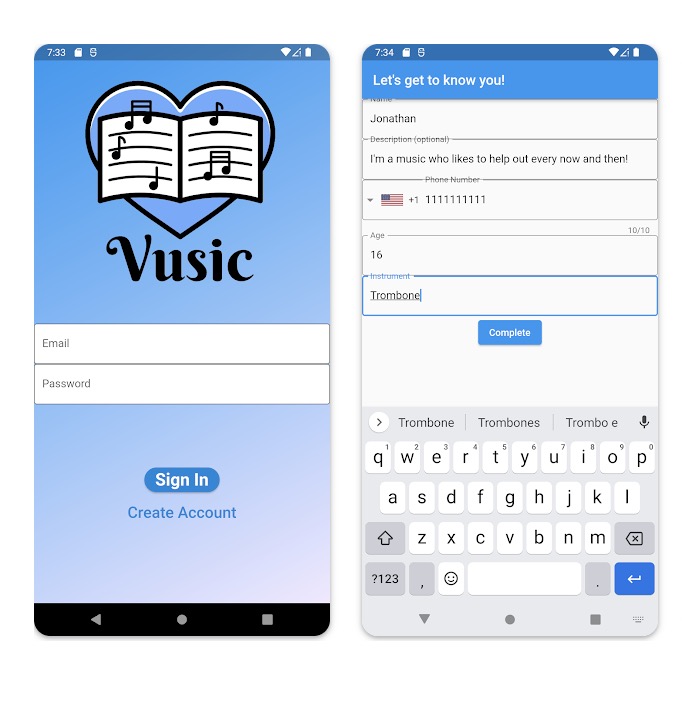 7:33
Vusic
Email
Password
Sign In
Create Account
7:34
Let's get to know you!
Name
Jonathan
Description (optional)
I'm a music who likes to help out every now and then!
Phone Number
+1 1111111111
10/10
Age
16
Instrument
Trombone
Complete
Trombone Trombones Trombo e
1 2 3 4 5 6 7 8 9 0
q w e r t y u i o p
a s d f g h j k l
z x c v b n m
?123 , .